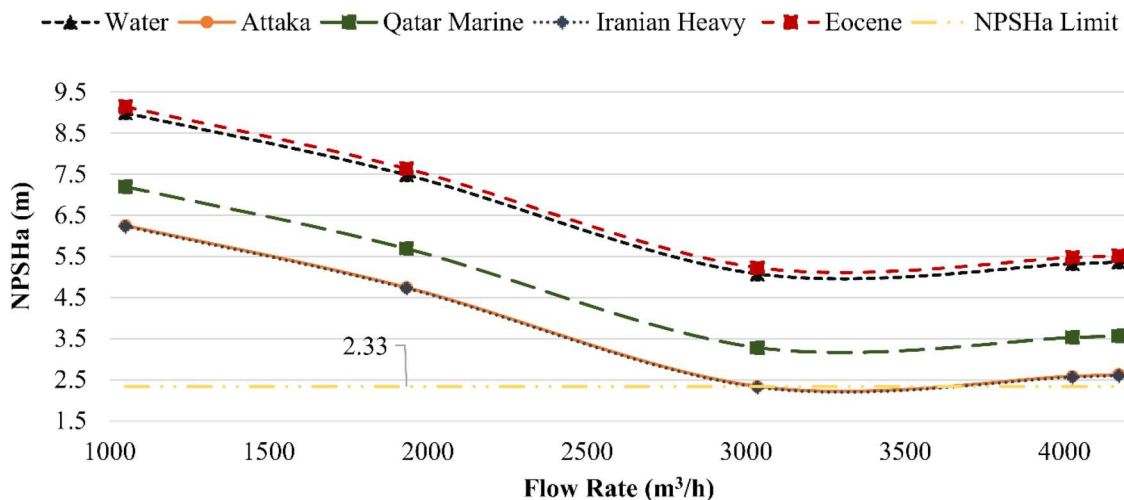 Water Attaka Qatar Marine Iranian Heavy Eocene NPSHa Limit
9.5
8.5
7.5
6.5
5.5
4.5
3.5
2.5
1.5
NPSHa (m)
2.33
1000 1500 2000 2500 3000 3500 4000
Flow Rate (m³/h)